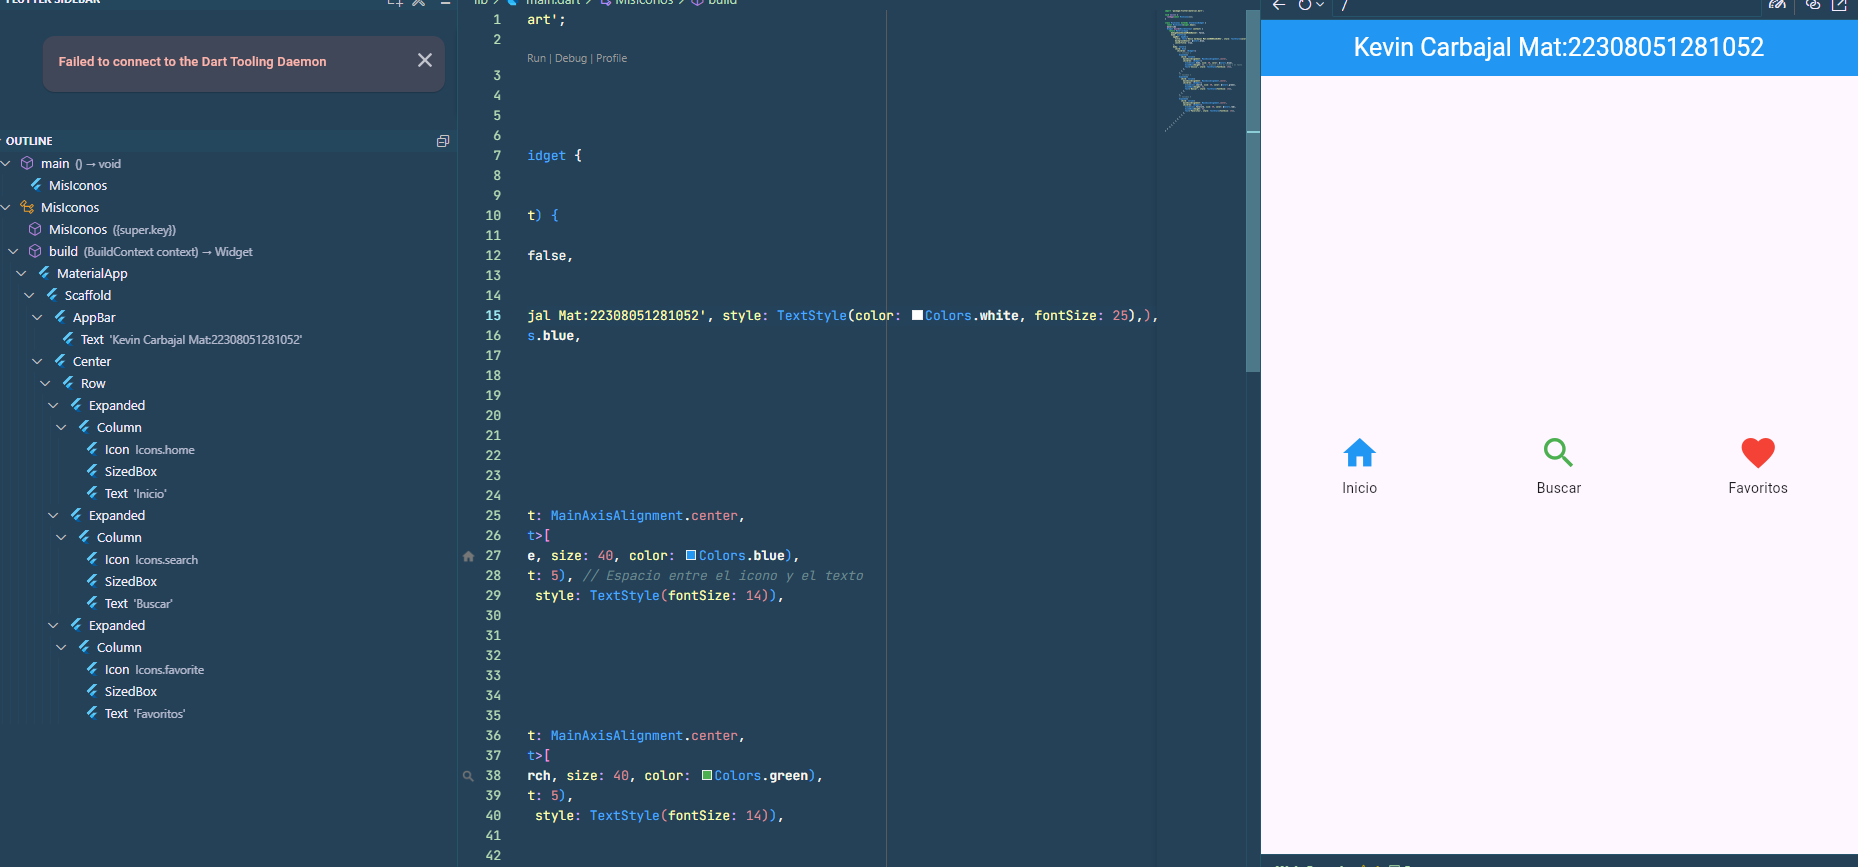 FLUTTER SIDEBAR
Failed to connect to the Dart Tooling Daemon
OUTLINE
main () → void
MisIconos
MisIconos
MisIconos ({super.key})
build (BuildContext context) → Widget
MaterialApp
Scaffold
AppBar
Text 'Kevin Carbajal Mat:22308051281052'
Center
Row
Expanded
Column
Icon Icons.home
SizedBox
Text 'Inicio'
Expanded
Column
Icon Icons.search
SizedBox
Text 'Buscar'
Expanded
Column
Icon Icons.favorite
SizedBox
Text 'Favoritos'
lib > main.dart > MisIconos > build
1 art';
2
Run | Debug | Profile
3
4
5
6
7 idget {
8
9
10 t) {
11
12 false,
13
14
15 jal Mat:22308051281052', style: TextStyle(color: Colors.white, fontSize: 25),),
16 s.blue,
17
18
19
20
21
22
23
24
25 t: MainAxisAlignment.center,
26 t>[
27 e, size: 40, color: Colors.blue),
28 t: 5), // Espacio entre el icono y el texto
29 style: TextStyle(fontSize: 14)),
30
31
32
33
34
35
36 t: MainAxisAlignment.center,
37 t>[
38 rch, size: 40, color: Colors.green),
39 t: 5),
40 style: TextStyle(fontSize: 14)),
41
42
/
Kevin Carbajal Mat:22308051281052
Inicio
Buscar
Favoritos